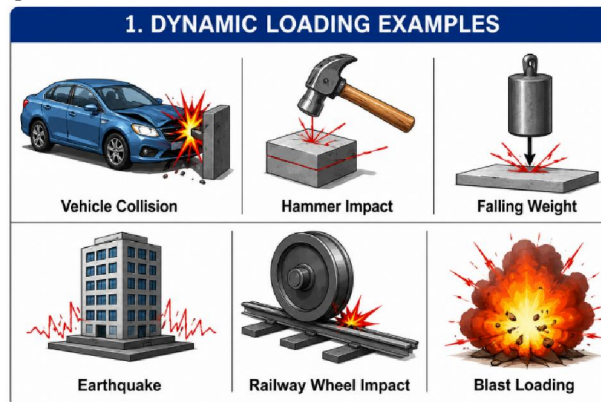 1. DYNAMIC LOADING EXAMPLES
Vehicle Collision
Hammer Impact
Falling Weight
Earthquake
Railway Wheel Impact
Blast Loading